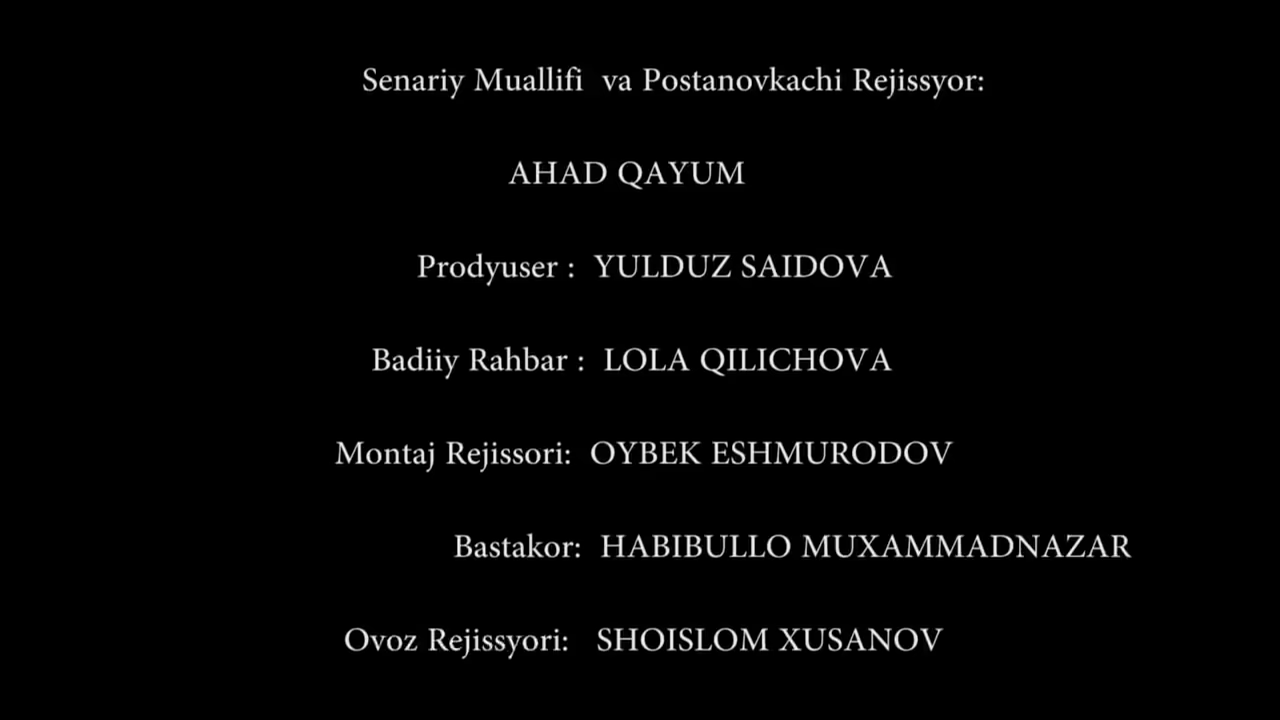 Senariy Muallifi va Postanovkachi Rejissyor:
AHAD QAYUM
Prodyuser : YULDUZ SAIDOVA
Badiiy Rahbar : LOLA QILICHOVA
Montaj Rejissori: OYBEK ESHMURODOV
Bastakor: HABIBULLO MUXAMMADNAZAR
Ovoz Rejissyori: SHOISLOM XUSANOV